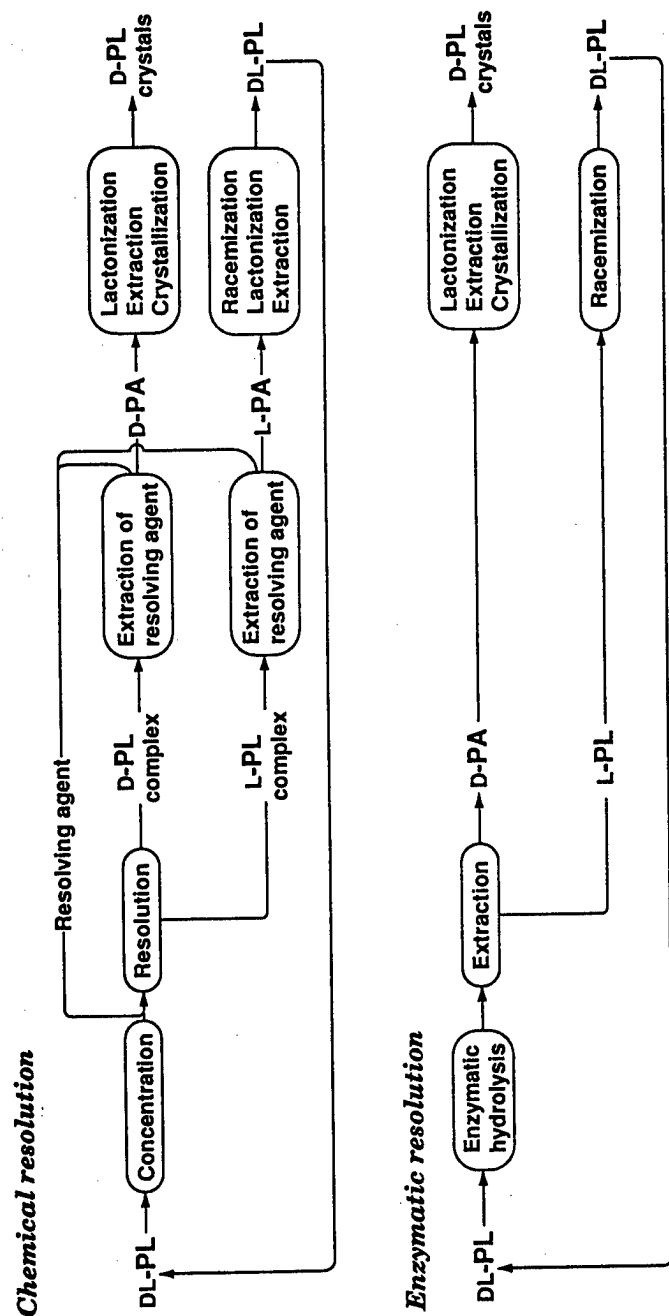 Chemical resolution
Resolving agent
DL-PL
Concentration
Resolution
D-PL
complex
L-PL
complex
Extraction of
resolving agent
Extraction of
resolving agent
D-PA
L-PA
Lactonization
Extraction
Crystallization
Racemization
Lactonization
Extraction
D-PL
crystals
DL-PL
Enzymatic resolution
DL-PL
Enzymatic
hydrolysis
Extraction
D-PA
L-PL
Lactonization
Extraction
Crystallization
Racemization
D-PL
crystals
DL-PL